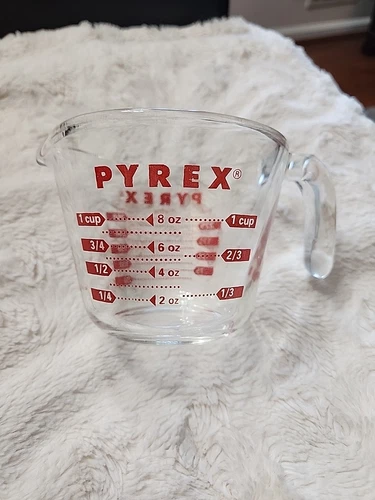 PYREX®
1 cup 8 oz 1 cup
3/4 6 oz
2/3
1/2 4 oz
1/4 2 oz 1/3